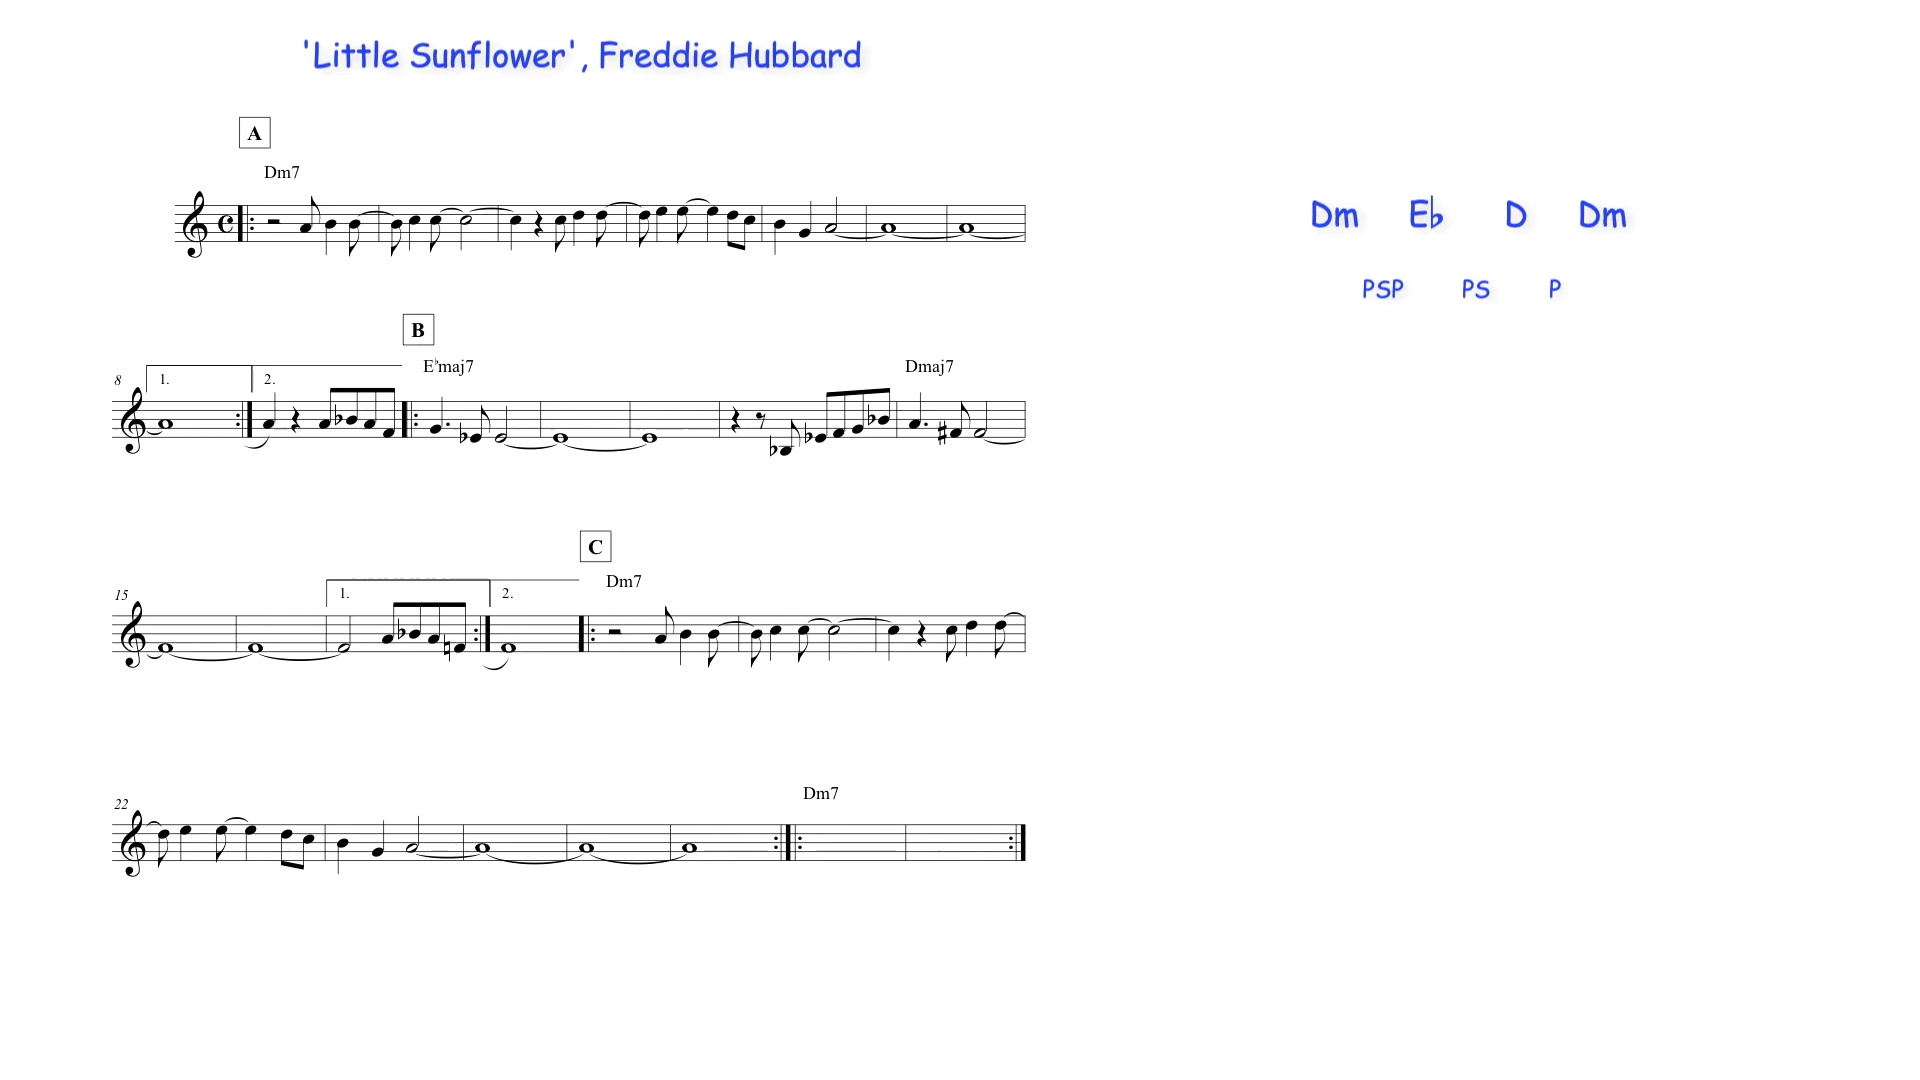 'Little Sunflower', Freddie Hubbard
A
Dm7
Dm E♭ D Dm
PSP PS P
B
8 1. 2. E♭maj7 Dmaj7
C
15 1. 2. Dm7
22 Dm7